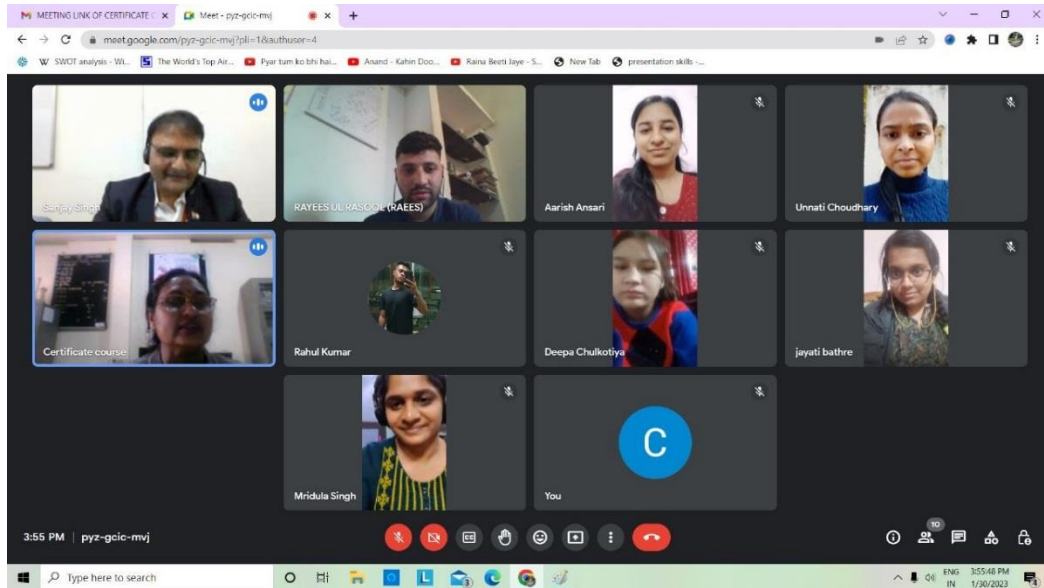 MEETING LINK OF CERTIFICATE C
Meet - pyz-gcic-mvj
meet.google.com/pyz-gcic-mvj?pli=1&authuser=4
SWOT analysis - Wi...
The World's Top Air...
Pyar tum ko bhi hai...
Anand - Kahin Doo...
Raina Beeti Jaye - S...
New Tab
presentation skills -...
Sanjay Singh
RAYEES UL RASOOL (RAEES)
Aarish Ansari
Unnati Choudhary
Certificate course
Rahul Kumar
Deepa Chulkotiya
jayati bathre
Mridula Singh
C
You
3:55 PM | pyz-gcic-mvj
CC
10
Type here to search
L
ENG
IN
3:55:48 PM
1/30/2023